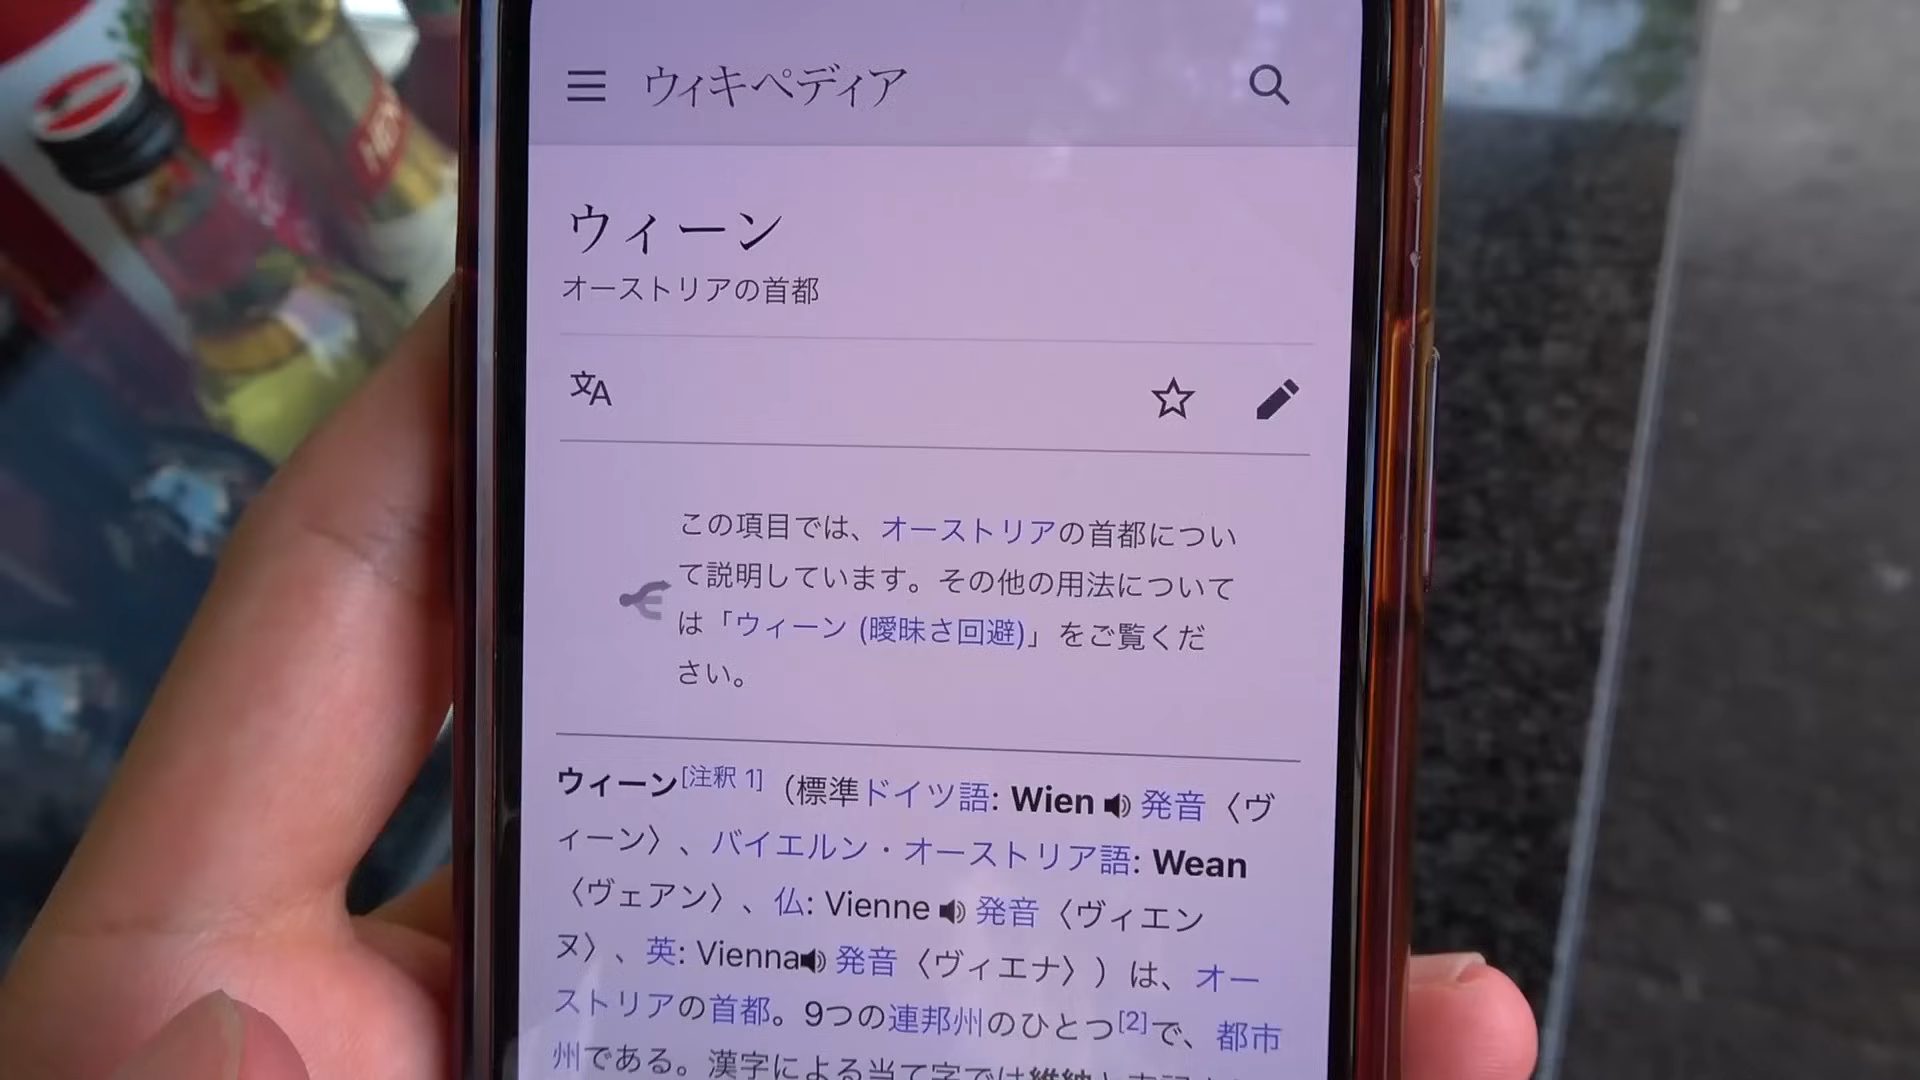 ウィキペディア
ウィーン
オーストリアの首都
文A
この項目では、オーストリアの首都につい
て説明しています。その他の用法について
は「ウィーン (曖昧さ回避)」をご覧くだ
さい。
ウィーン[注釈 1] (標準ドイツ語: Wien 発音〈ヴ
ィーン〉、バイエルン・オーストリア語: Wean
〈ヴェアン〉、仏: Vienne 発音〈ヴィエン
ヌ〉、英: Vienna 発音〈ヴィエナ〉) は、オー
ストリアの首都。9つの連邦州のひとつ[2]で、都市
州である。漢字による当て字では維納と